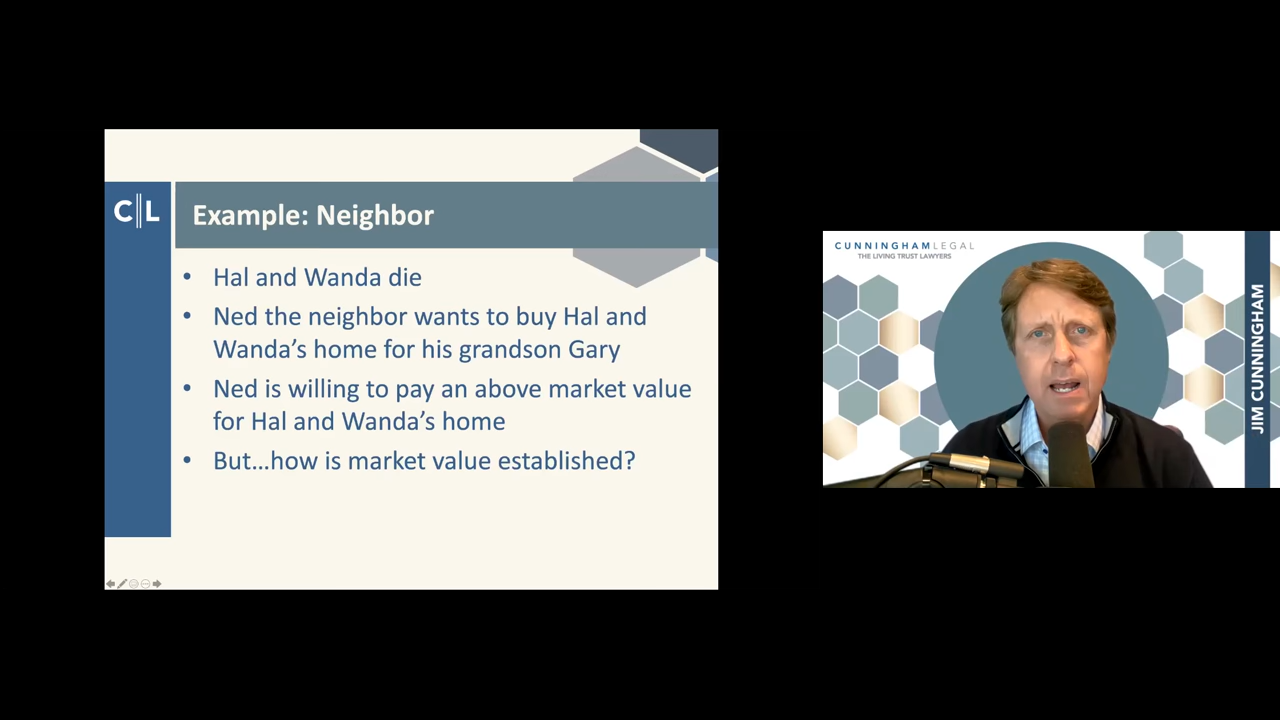 C||L
Example: Neighbor
• Hal and Wanda die
• Ned the neighbor wants to buy Hal and
Wanda's home for his grandson Gary
• Ned is willing to pay an above market value
for Hal and Wanda's home
• But...how is market value established?
CUNNINGHAMLEGAL
THE LIVING TRUST LAWYERS
JIM CUNNINGHAM